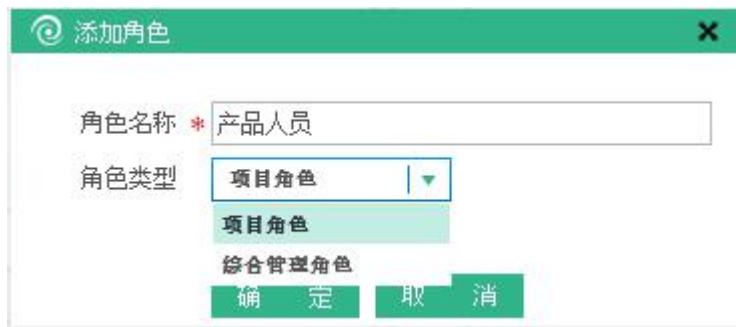 添加角色
角色名称 * 产品人员
角色类型 项目角色
项目角色
综合管理角色
确 定 取 消